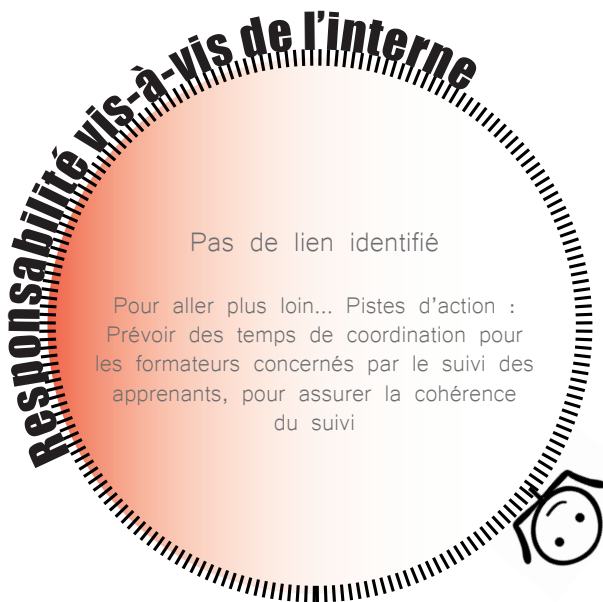 Responsabilité vis-à-vis de l'interne
Pas de lien identifié
Pour aller plus loin... Pistes d'action :
Prévoir des temps de coordination pour
les formateurs concernés par le suivi des
apprenants, pour assurer la cohérence
du suivi